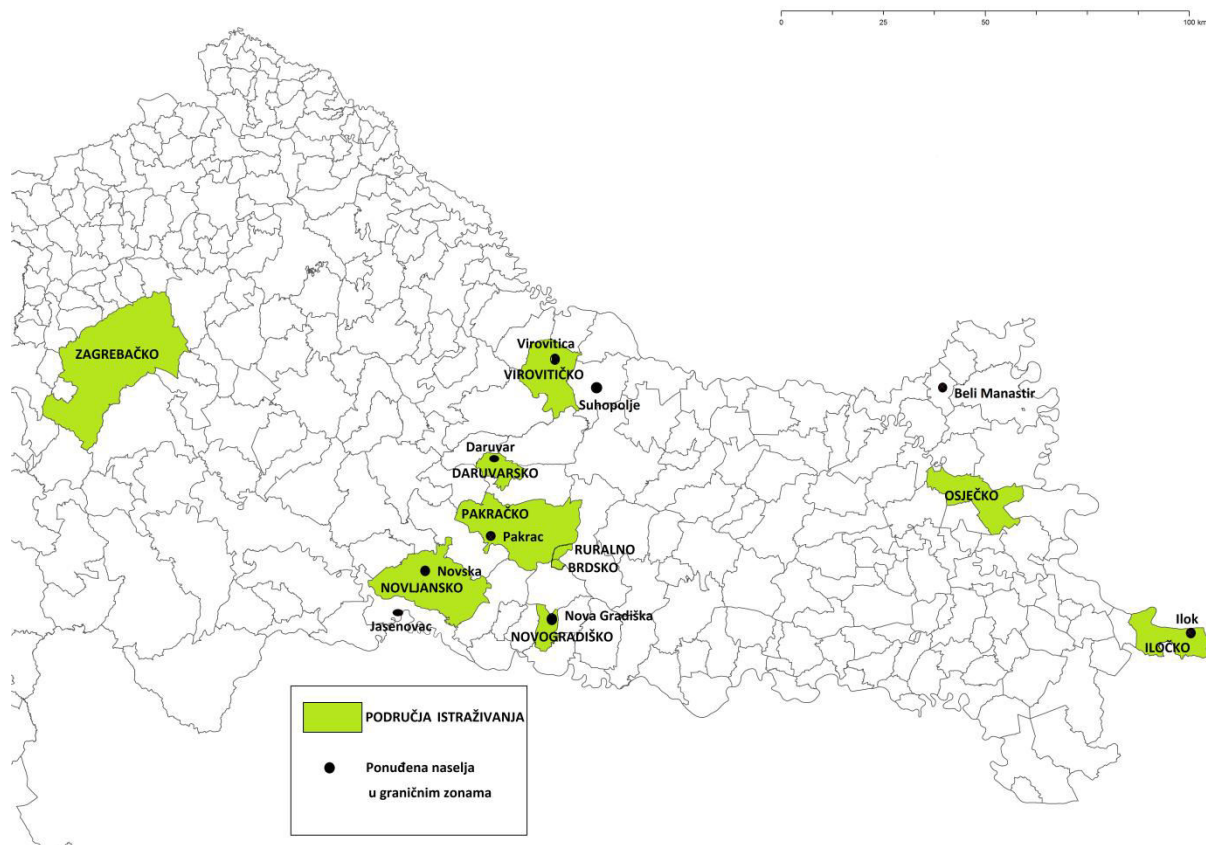 0 25 50 100 km
ZAGREBAČKO
Virovitica
VIROVITIČKO
Suhopolje
Beli Manastir
Daruvar
DARUVARSKO
OSJEČKO
PAKRAČKO
Pakrac
RURALNO
BRDSKO
Novska
NOVLJANSKO
Jasenovac
Nova Gradiška
NOVOGRADIŠKO
Ilok
ILOČKO
PODRUČJA ISTRAŽIVANJA
Ponuđena naselja
u graničnim zonama